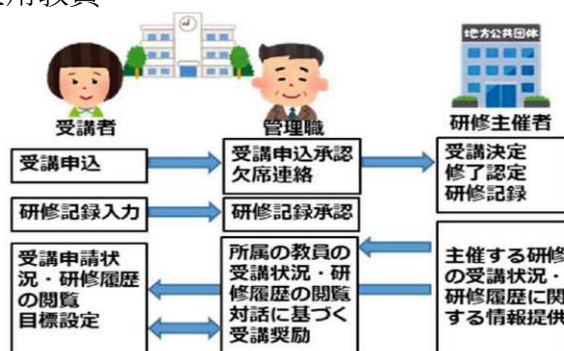 用教員
地方公共団体
受講者
管理職
研修主催者
受講申込
受講申込承認
欠席連絡
受講決定
修了認定
研修記録
研修記録入力
研修記録承認
受講申請状
況・研修履歴
の閲覧
目標設定
所属の教員の
受講状況・研
修履歴の閲覧
対話に基づく
受講奨励
主催する研修
の受講状況・
研修履歴に関
する情報提供